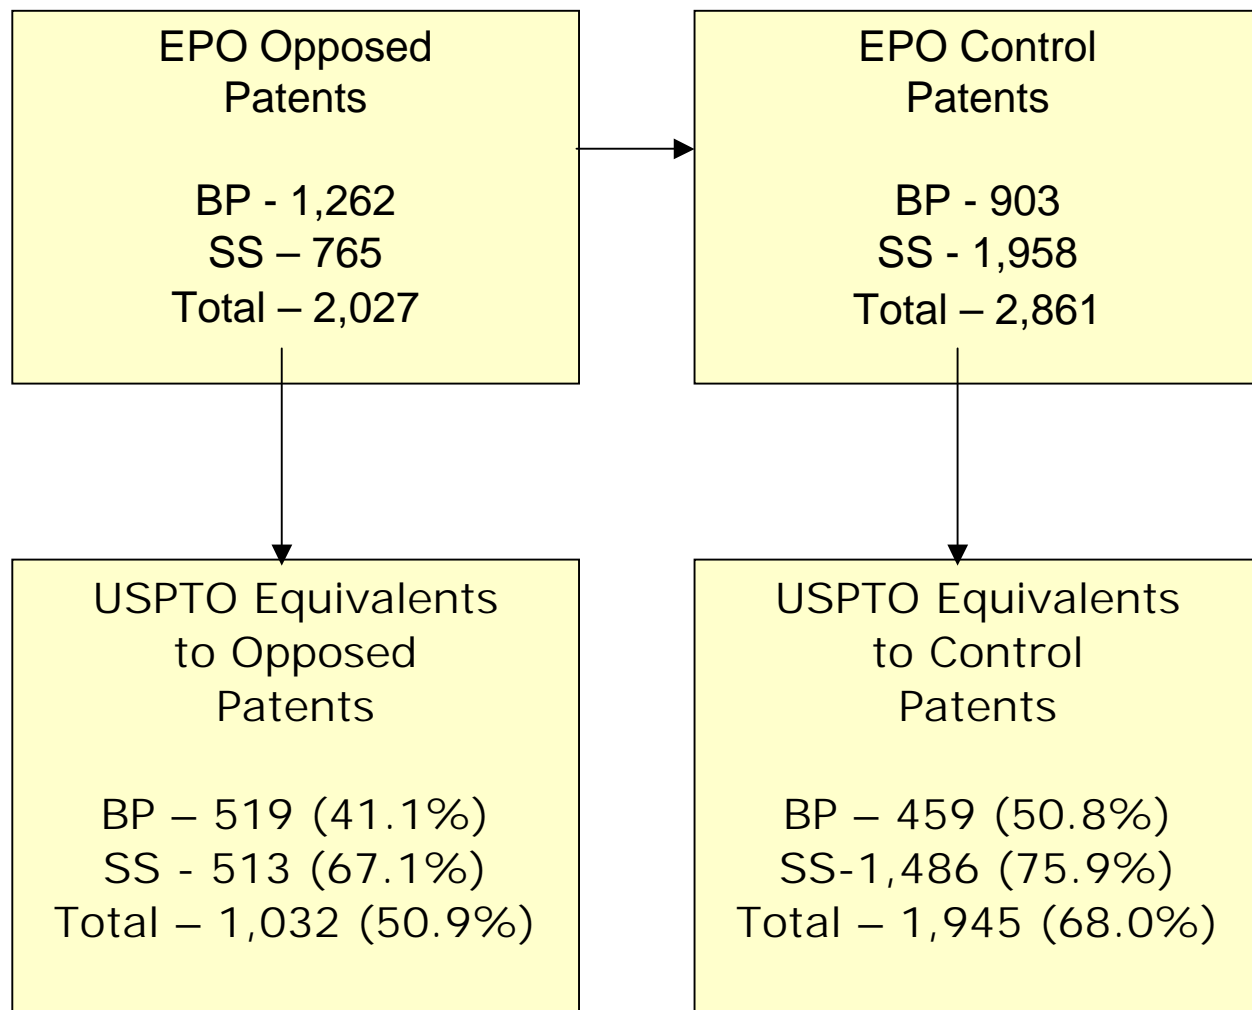 EPO Opposed
Patents
BP - 1,262
SS – 765
Total – 2,027
EPO Control
Patents
BP - 903
SS - 1,958
Total – 2,861
USPTO Equivalents
to Opposed
Patents
BP – 519 (41.1%)
SS - 513 (67.1%)
Total – 1,032 (50.9%)
USPTO Equivalents
to Control
Patents
BP – 459 (50.8%)
SS-1,486 (75.9%)
Total – 1,945 (68.0%)